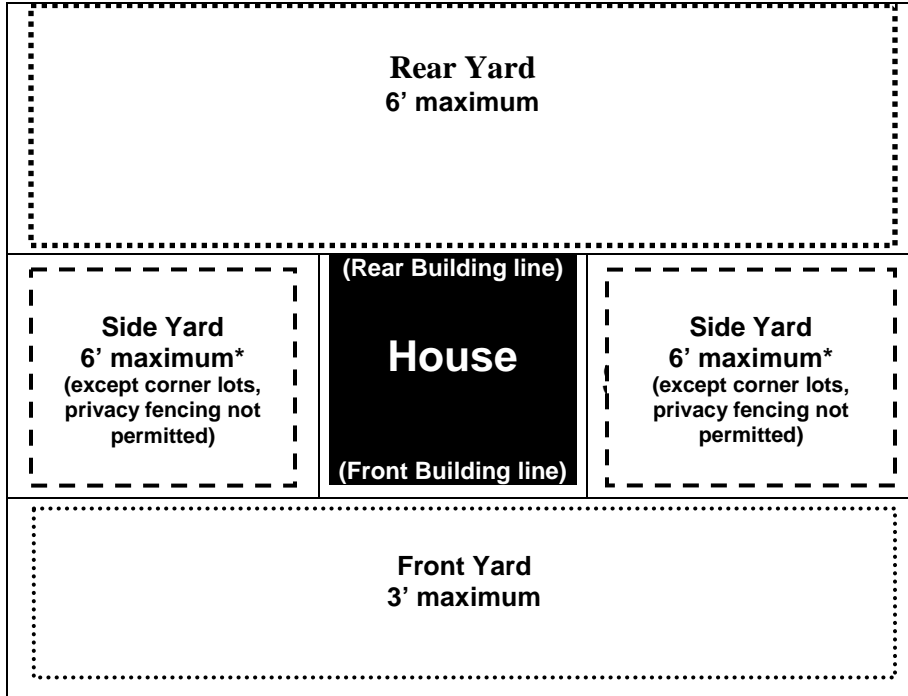 Rear Yard
6’ maximum
(Rear Building line)
Side Yard
6’ maximum*
(except corner lots,
privacy fencing not
permitted)
House
(Front Building line)
Side Yard
6’ maximum*
(except corner lots,
privacy fencing not
permitted)
Front Yard
3’ maximum